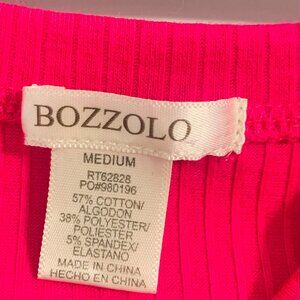 BOZZOLO
MEDIUM
RT62828
PO#980196
57% COTTON/
ALGODON
38% POLYESTER/
POLIESTER
5% SPANDEX/
ELASTANO
MADE IN CHINA
HECHO EN CHINA